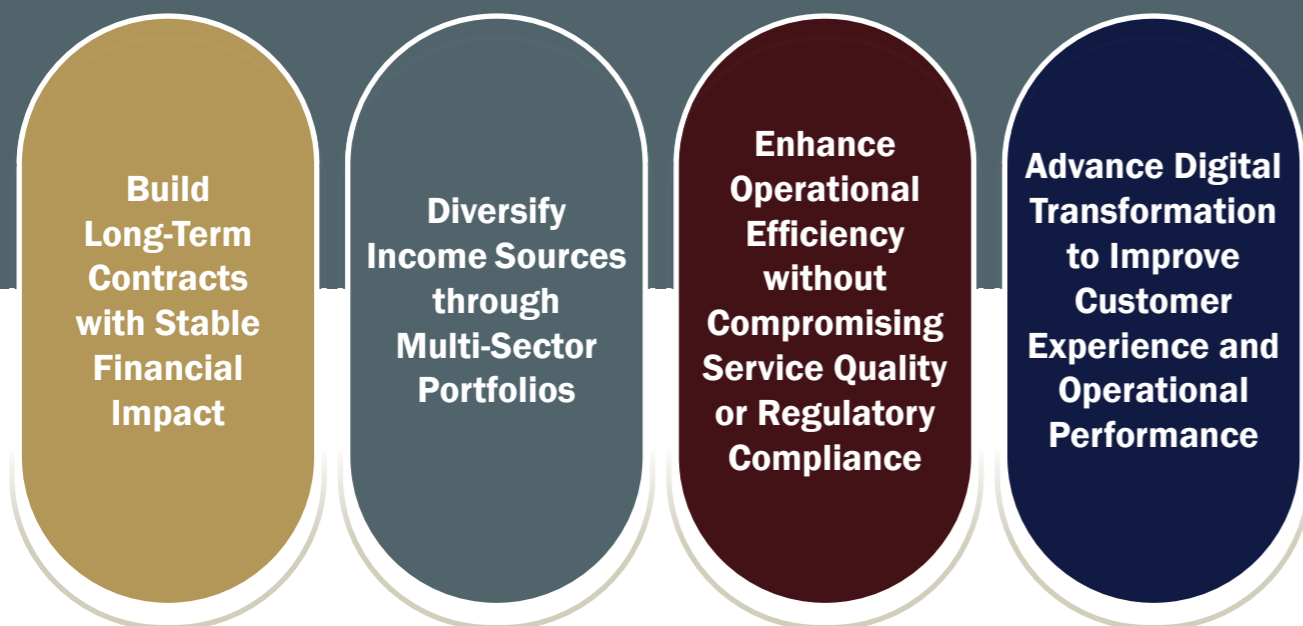 Build
Long-Term
Contracts
with Stable
Financial
Impact
Diversify
Income Sources
through
Multi-Sector
Portfolios
Enhance
Operational
Efficiency
without
Compromising
Service Quality
or Regulatory
Compliance
Advance Digital
Transformation
to Improve
Customer
Experience and
Operational
Performance